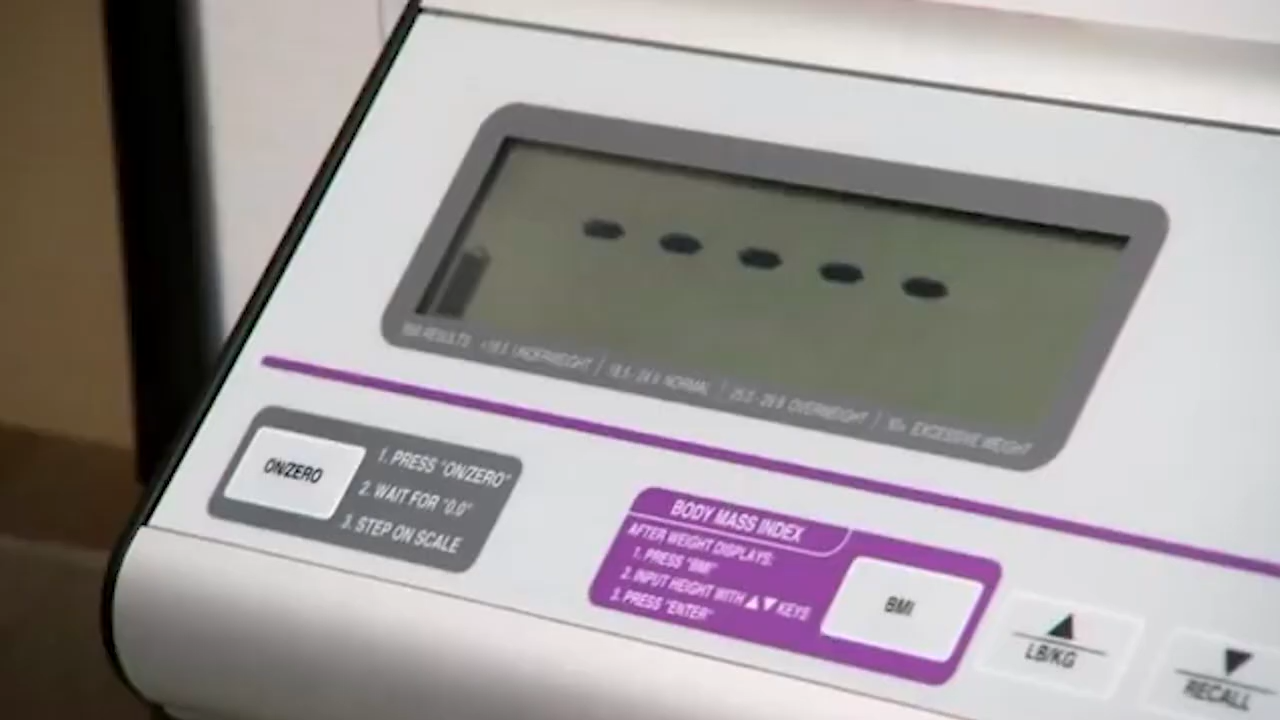 - - - - -
BMI RESULTS: <18.5 UNDERWEIGHT | 18.5-24.9 NORMAL | 25.0-29.9 OVERWEIGHT | 30+ EXCESSIVE WEIGHT
ON/ZERO
1. PRESS "ON/ZERO"
2. WAIT FOR "0.0"
3. STEP ON SCALE
BODY MASS INDEX
AFTER WEIGHT DISPLAYS:
1. PRESS "BMI"
2. INPUT HEIGHT WITH ▲▼ KEYS
3. PRESS "ENTER"
BMI
▲
LB/KG
▼
RECALL